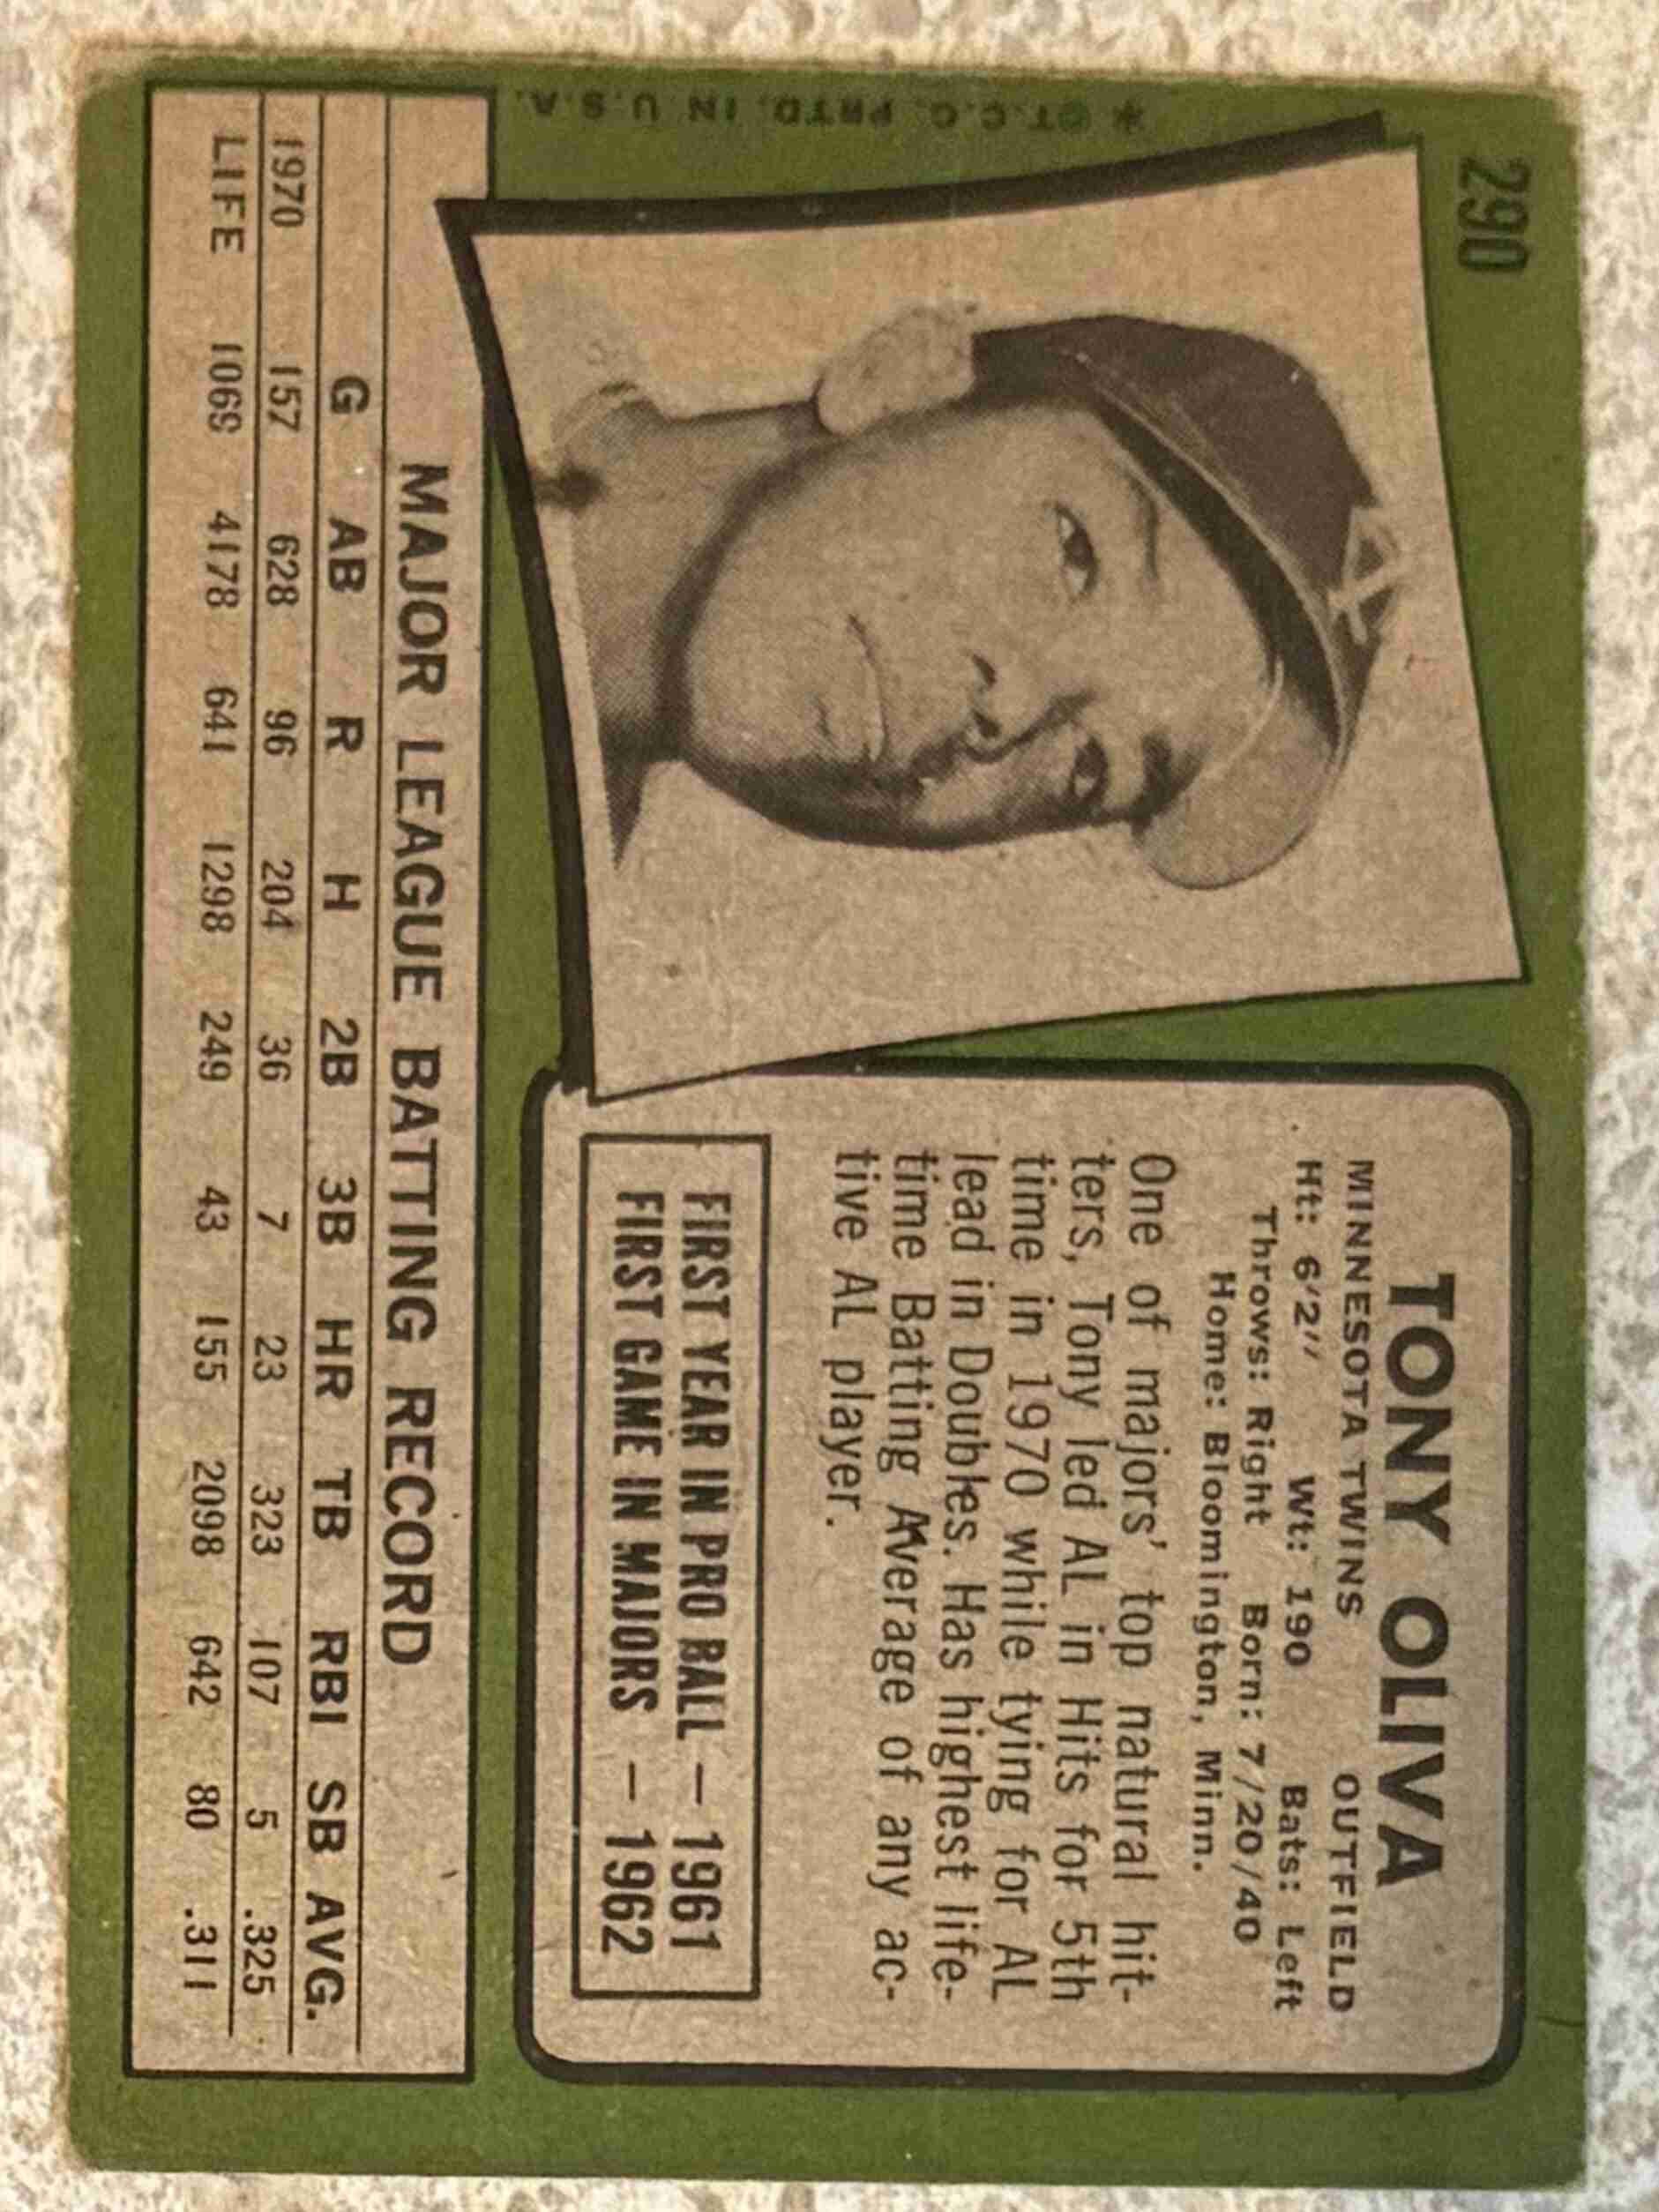 290
* ©T.C.G. PRTD. IN U.S.A.
TONY OLIVA
MINNESOTA TWINS OUTFIELD
Ht: 6'2" Wt: 190 Bats: Left
Throws: Right Born: 7/20/40
Home: Bloomington, Minn.
One of majors' top natural hit-
ters, Tony led AL in Hits for 5th
time in 1970 while tying for AL
lead in Doubles. Has highest life-
time Batting Average of any ac-
tive AL player.
FIRST YEAR IN PRO BALL – 1961
FIRST GAME IN MAJORS – 1962
MAJOR LEAGUE BATTING RECORD
G AB R H 2B 3B HR TB RBI SB AVG.
1970 157 628 96 204 36 7 23 323 107 5 .325
LIFE 1069 4178 641 1298 249 43 155 2098 642 80 .311